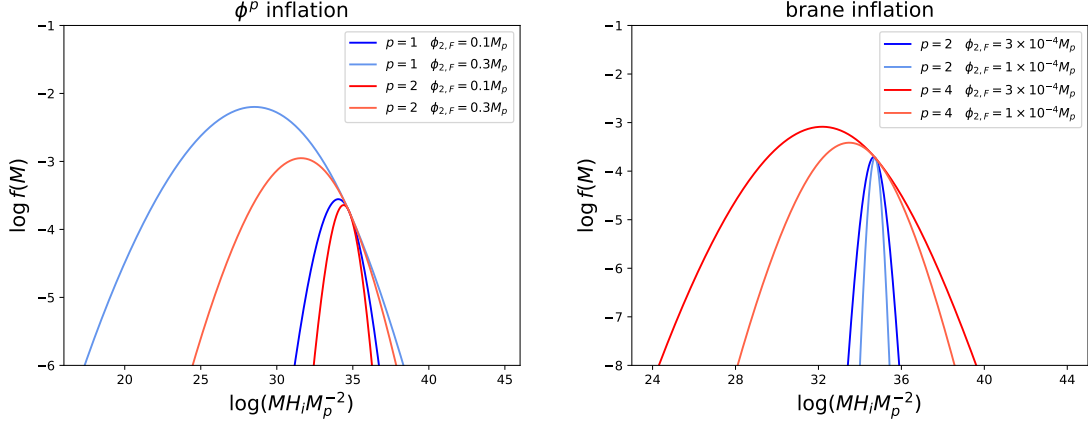 ϕ^p inflation
log f(M)
−1
−2
−3
−4
−5
−6
p = 1 ϕ_{2,F} = 0.1M_p
p = 1 ϕ_{2,F} = 0.3M_p
p = 2 ϕ_{2,F} = 0.1M_p
p = 2 ϕ_{2,F} = 0.3M_p
20 25 30 35 40 45
log(MH_iM_p^{−2})
brane inflation
log f(M)
−1
−2
−3
−4
−5
−6
−7
−8
p = 2 ϕ_{2,F} = 3 × 10^{−4}M_p
p = 2 ϕ_{2,F} = 1 × 10^{−4}M_p
p = 4 ϕ_{2,F} = 3 × 10^{−4}M_p
p = 4 ϕ_{2,F} = 1 × 10^{−4}M_p
24 28 32 36 40 44
log(MH_iM_p^{−2})